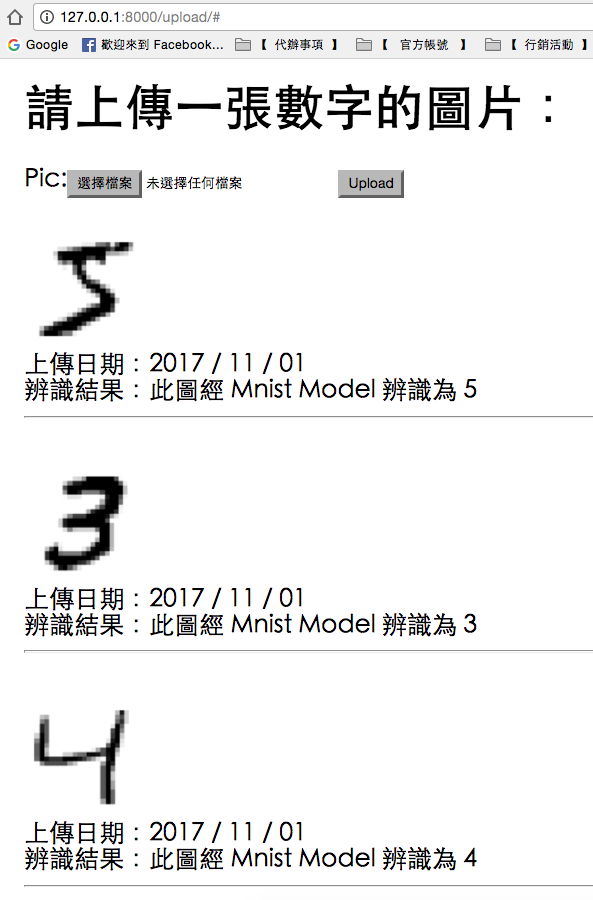 127.0.0.1:8000/upload/#
Google 歡迎來到 Facebook... 【 代辦事項 】 【 官方帳號 】 【 行銷活動 】
請上傳一張數字的圖片：
Pic: 選擇檔案 未選擇任何檔案 Upload
5
上傳日期：2017 / 11 / 01
辨識結果：此圖經 Mnist Model 辨識為 5
3
上傳日期：2017 / 11 / 01
辨識結果：此圖經 Mnist Model 辨識為 3
4
上傳日期：2017 / 11 / 01
辨識結果：此圖經 Mnist Model 辨識為 4